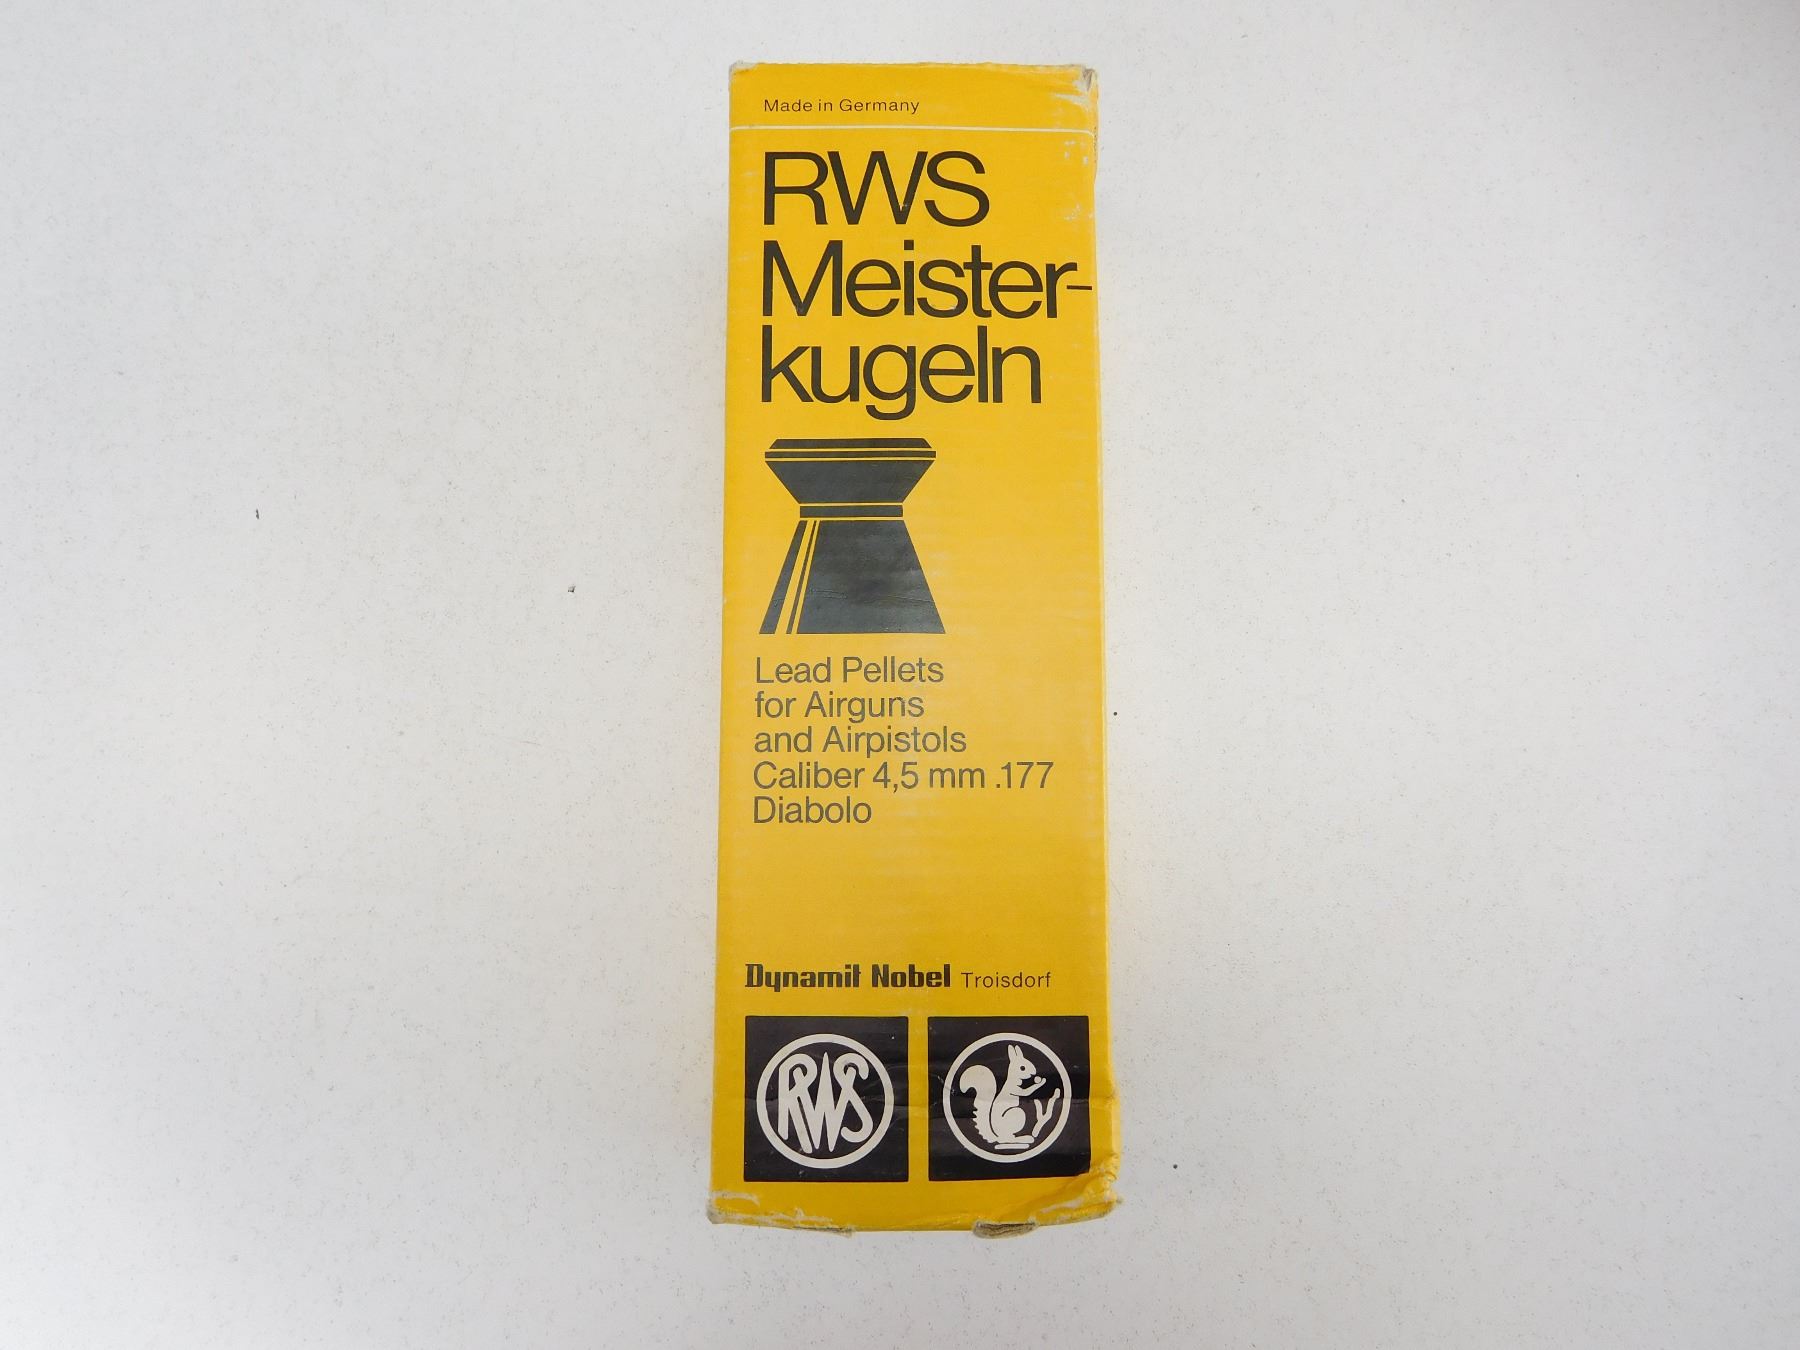 Made in Germany
RWS
Meister-
kugeln
Lead Pellets
for Airguns
and Airpistols
Caliber 4,5 mm .177
Diabolo
Dynamit Nobel Troisdorf
RWS